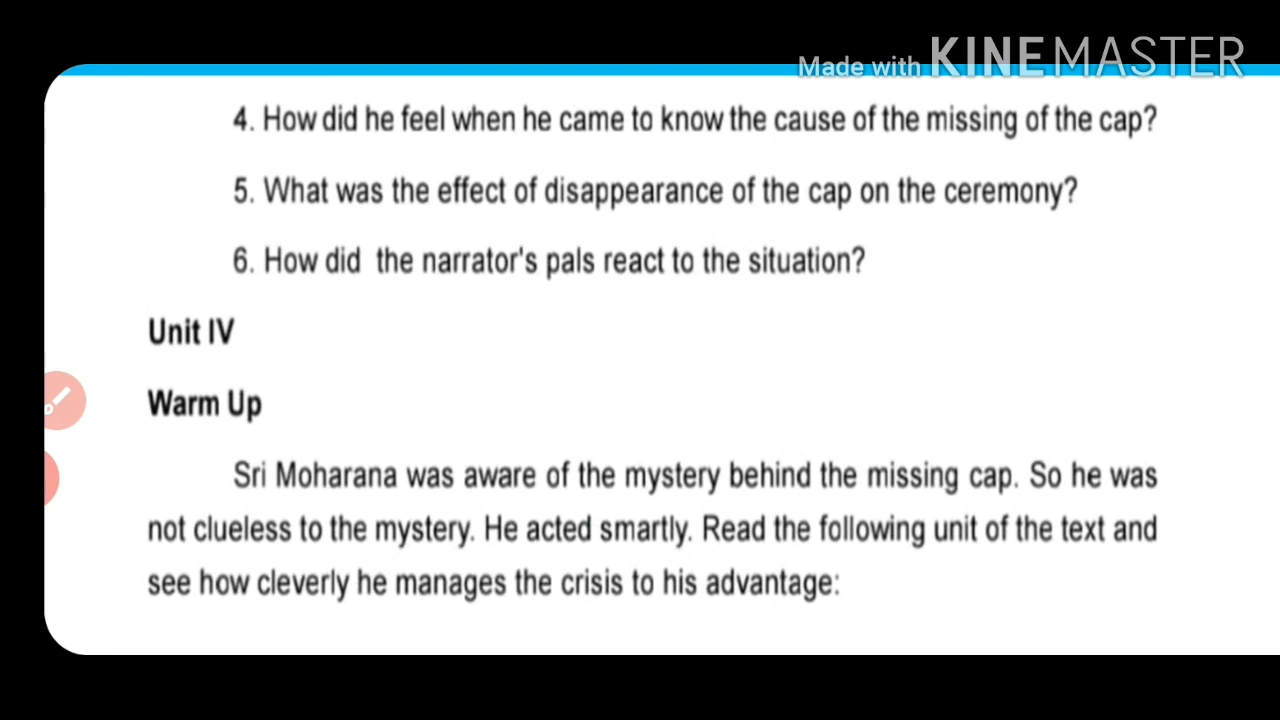 Made with KINEMASTER
4. How did he feel when he came to know the cause of the missing of the cap?
5. What was the effect of disappearance of the cap on the ceremony?
6. How did the narrator's pals react to the situation?
Unit IV
Warm Up
Sri Moharana was aware of the mystery behind the missing cap. So he was
not clueless to the mystery. He acted smartly. Read the following unit of the text and
see how cleverly he manages the crisis to his advantage: